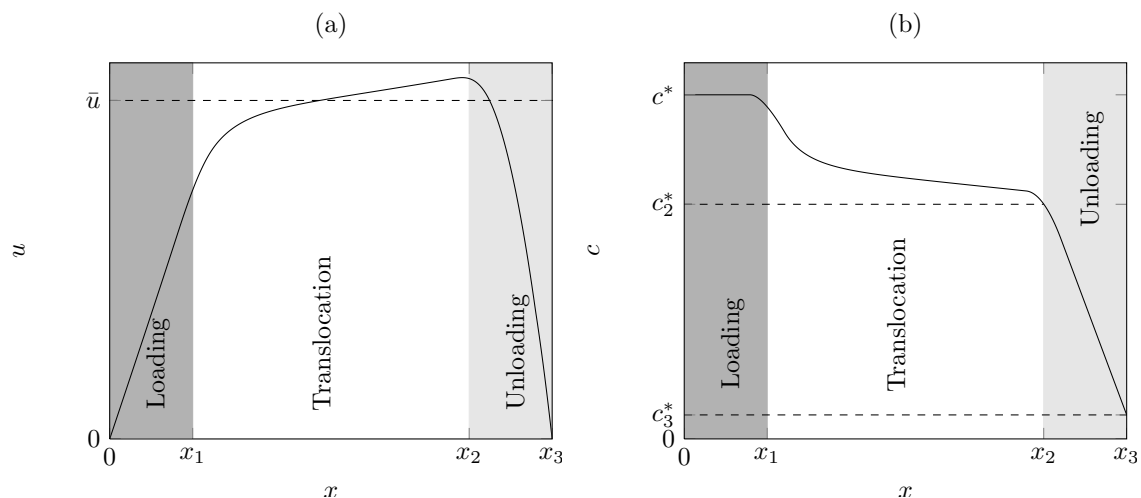 (a)
ū
0
u
Loading
Translocation
Unloading
0
x₁
x₂
x₃
x
(b)
c*
c₂*
c₃*
0
c
Loading
Translocation
Unloading
0
x₁
x₂
x₃
x